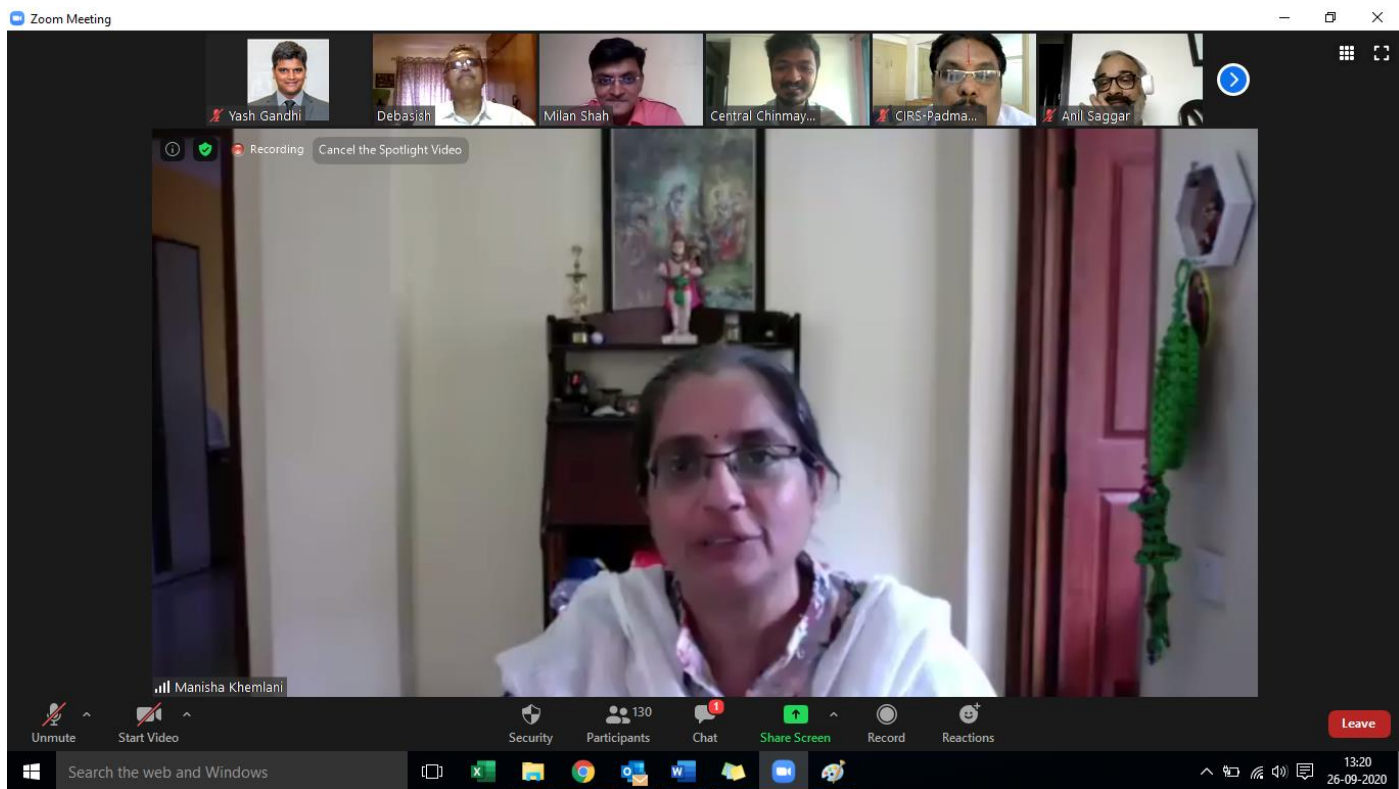 Zoom Meeting
Yash Gandhi
Debasish
Milan Shah
Central Chinmay...
CIRS-Padma...
Anil Saggar
Recording
Cancel the Spotlight Video
Manisha Khemlani
Unmute
Start Video
Security
130
Participants
1
Chat
Share Screen
Record
Reactions
Leave
Search the web and Windows
13:20
26-09-2020